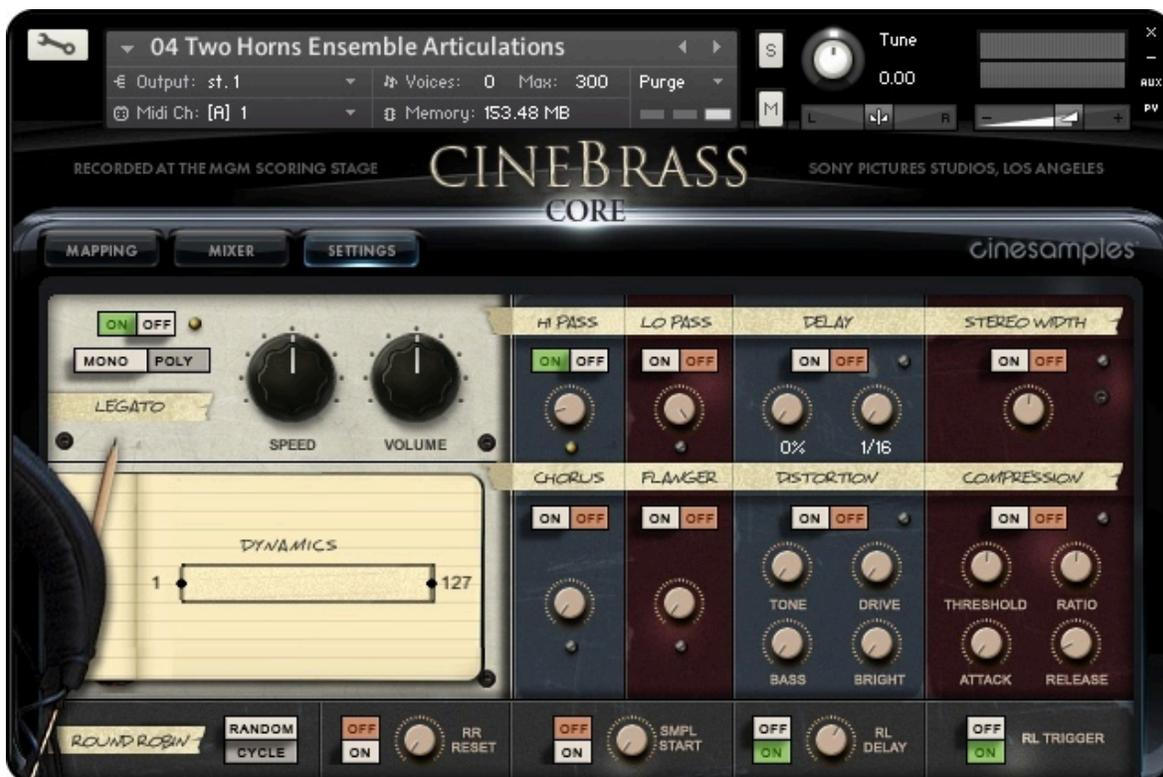 04 Two Horns Ensemble Articulations
S
Tune
0.00
X
-
AUX
PV
Output: st. 1
Voices: 0 Max: 300
Purge
Midi Ch: [A] 1
Memory: 153.48 MB
M
L R
- +
RECORDED AT THE MGM SCORING STAGE
CINEBRASS
CORE
SONY PICTURES STUDIOS, LOS ANGELES
MAPPING
MIXER
SETTINGS
cinesamples
ON OFF
MONO POLY
LEGATO
SPEED
VOLUME
HI PASS
ON OFF
LO PASS
ON OFF
DELAY
ON OFF
0% 1/16
STEREO WIDTH
ON OFF
DYNAMICS
1 127
CHORUS
ON OFF
FLANGER
ON OFF
DISTORTION
ON OFF
TONE DRIVE
BASS BRIGHT
COMPRESSION
ON OFF
THRESHOLD RATIO
ATTACK RELEASE
ROUND ROBIN
RANDOM
CYCLE
OFF
ON
RR
RESET
OFF
ON
SMPL
START
OFF
ON
RL
DELAY
OFF
ON
RL TRIGGER